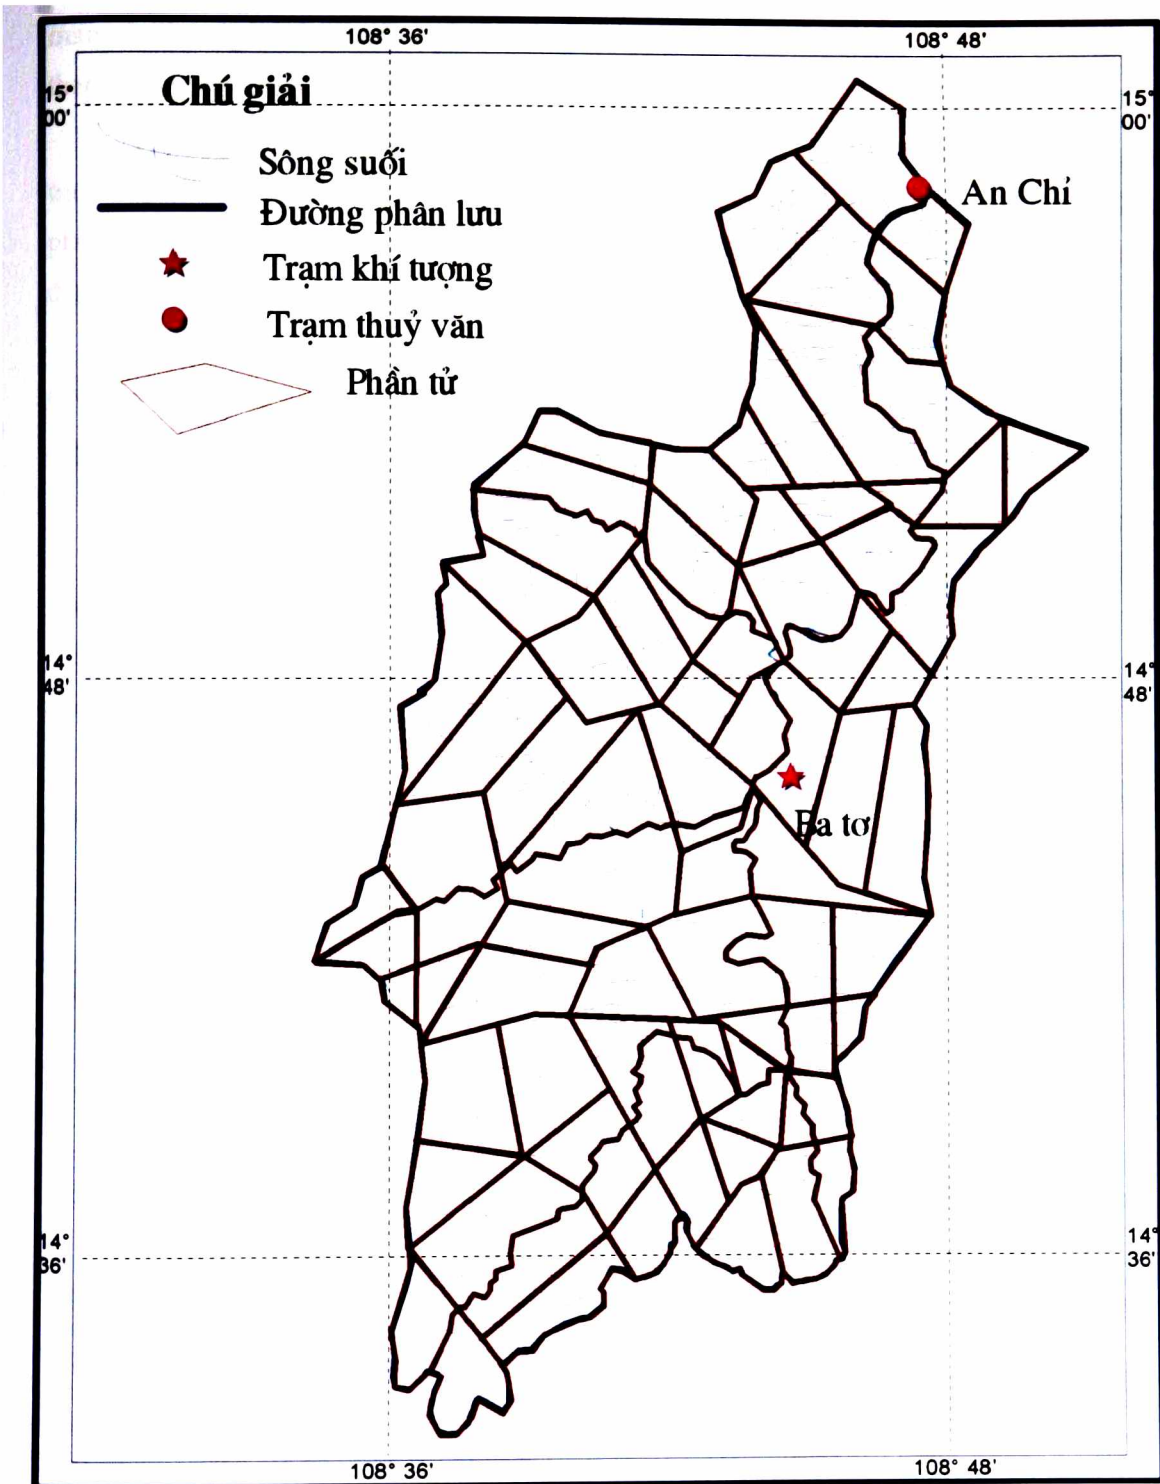 108° 36'
108° 48'
Chú giải
15°
00'
15°
00'
Sông suối
An Chỉ
Đường phân lưu
Trạm khí tượng
Trạm thuỷ văn
Phần tử
14°
48'
14°
48'
Ba tơ
14°
36'
14°
36'
108° 36'
108° 48'